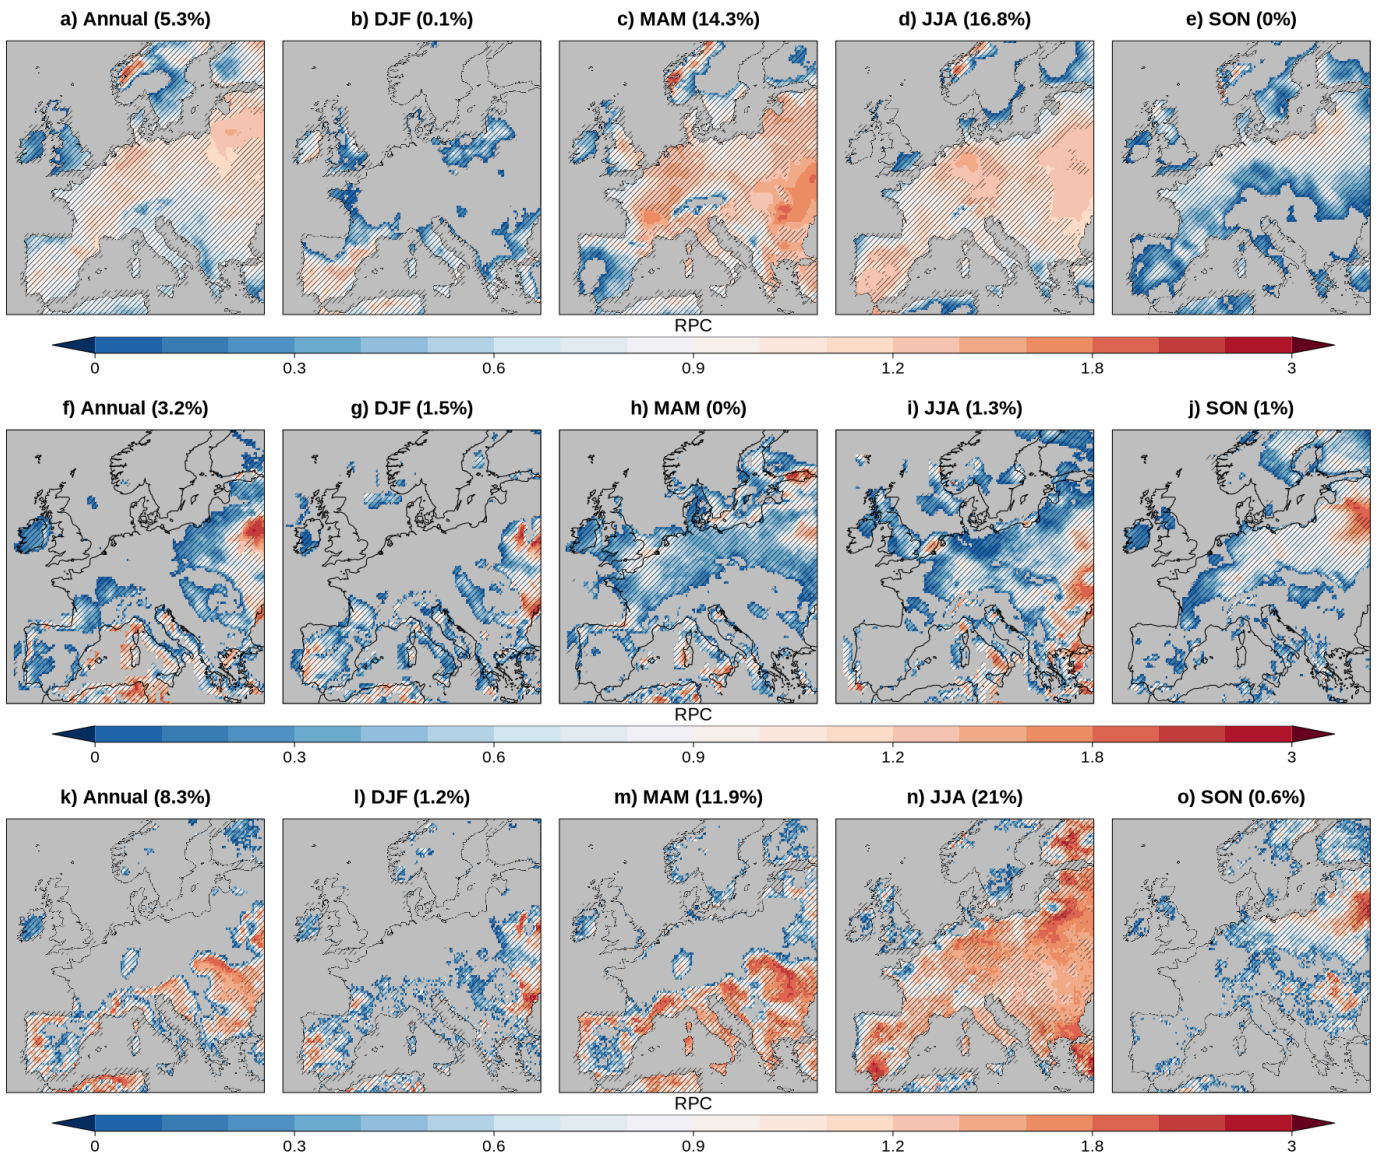 a) Annual (5.3%) b) DJF (0.1%) c) MAM (14.3%) d) JJA (16.8%) e) SON (0%)
RPC
0 0.3 0.6 0.9 1.2 1.8 3
f) Annual (3.2%) g) DJF (1.5%) h) MAM (0%) i) JJA (1.3%) j) SON (1%)
RPC
0 0.3 0.6 0.9 1.2 1.8 3
k) Annual (8.3%) l) DJF (1.2%) m) MAM (11.9%) n) JJA (21%) o) SON (0.6%)
RPC
0 0.3 0.6 0.9 1.2 1.8 3